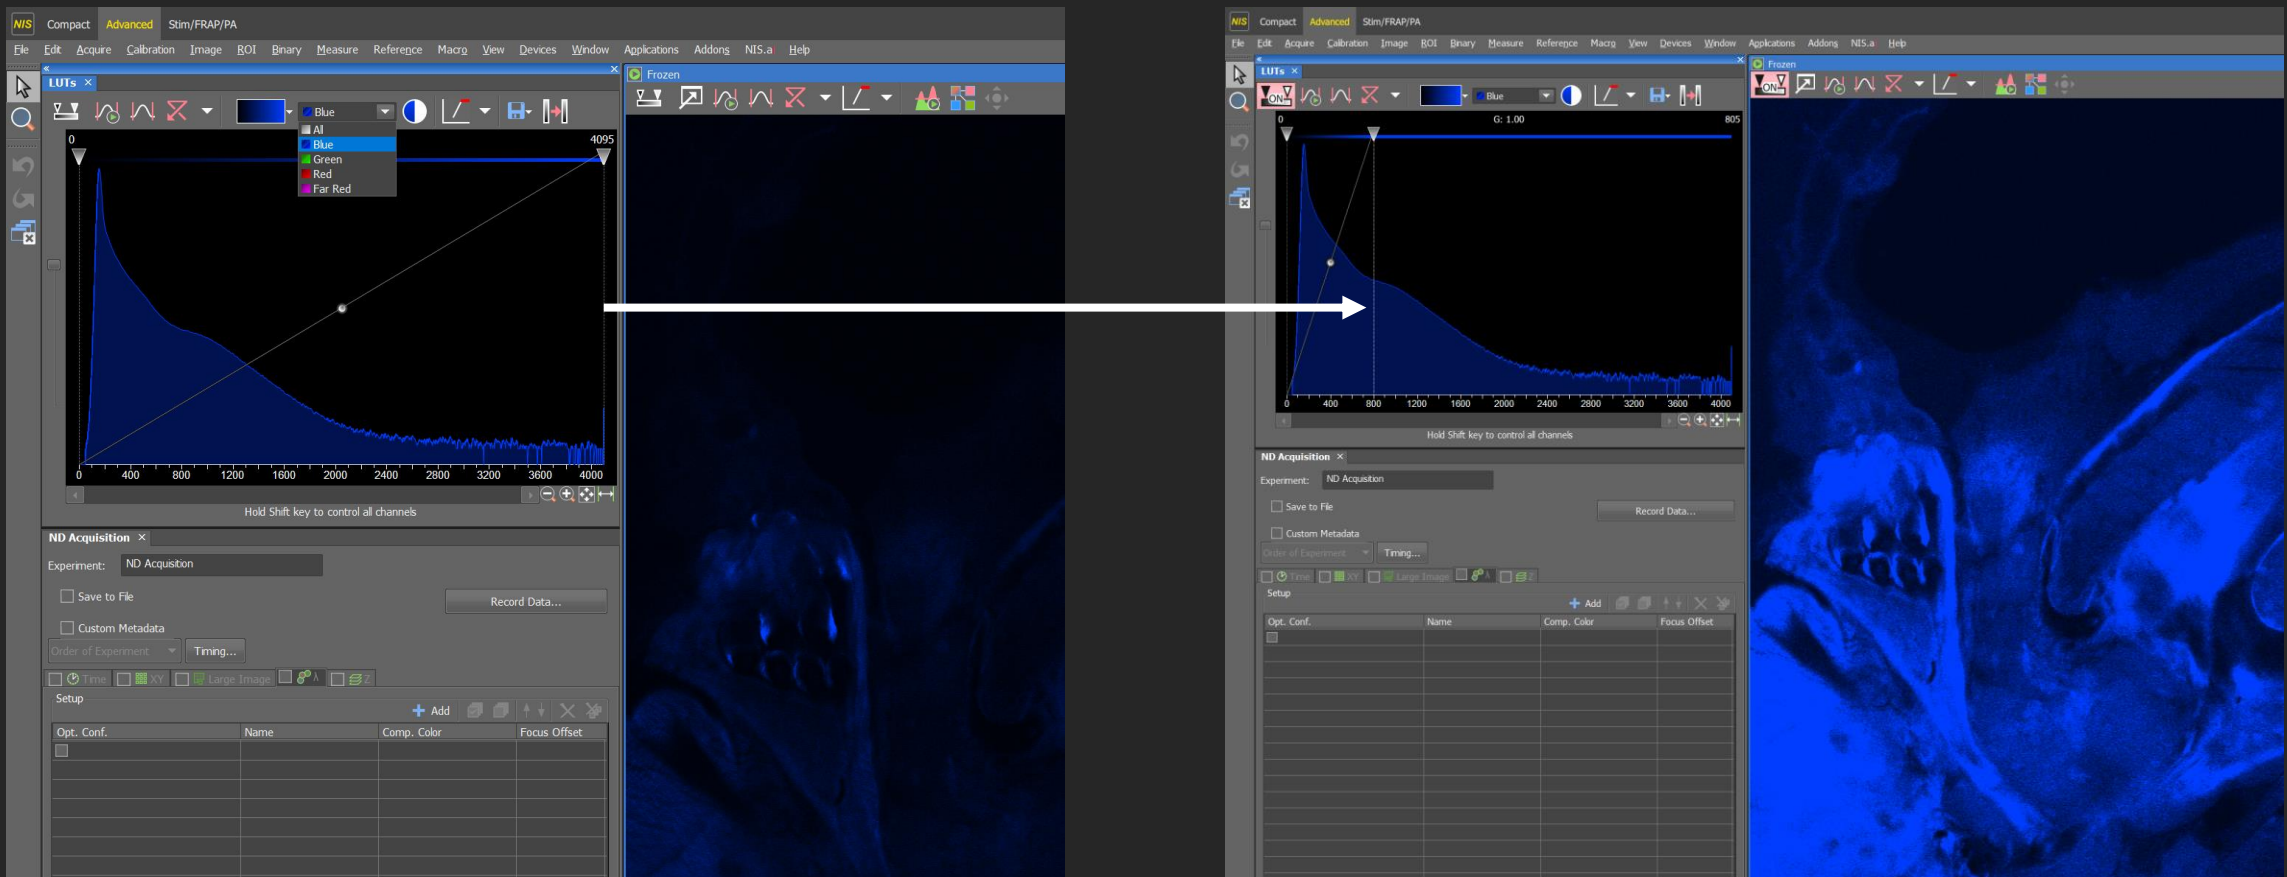 NIS Compact Advanced Stim/FRAP/PA
File Edit Acquire Calibration Image ROI Binary Measure Reference Macro View Devices Window Applications Addons NIS.ai Help
LUTs
Frozen
Blue
All
Blue
Green
Red
Far Red
0 4095
0 400 800 1200 1600 2000 2400 2800 3200 3600 4000
Hold Shift key to control all channels
ND Acquisition
Experiment: ND Acquisition
Save to File
Record Data...
Custom Metadata
Order of Experiment Timing...
Time XY Large Image λ Z
Setup
Add
Opt. Conf. Name Comp. Color Focus Offset
NIS Compact Advanced Stim/FRAP/PA
File Edit Acquire Calibration Image ROI Binary Measure Reference Macro View Devices Window Applications Addons NIS.ai Help
LUTs
Frozen
ON
Blue
ON
0 G: 1.00 805
0 400 800 1200 1600 2000 2400 2800 3200 3600 4000
Hold Shift key to control all channels
ND Acquisition
Experiment: ND Acquisition
Save to File
Record Data...
Custom Metadata
Order of Experiment Timing...
Time XY Large Image λ Z
Setup
Add
Opt. Conf. Name Comp. Color Focus Offset